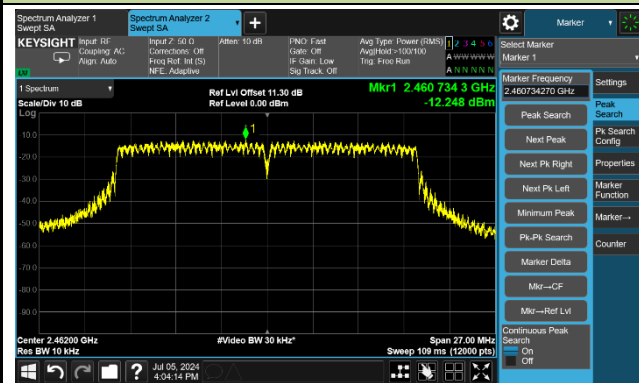 Spectrum Analyzer 1
Swept SA
Spectrum Analyzer 2
Swept SA
Marker
KEYSIGHT
Input: RF
Coupling: AC
Align: Auto
Input Z: 50 Ω
Corrections: Off
Freq Ref: Int (S)
NFE: Adaptive
Atten: 10 dB
PNO: Fast
Gate: Off
IF Gain: Low
Sig Track: Off
Avg Type: Power (RMS)
Avg|Hold:>100/100
Trig: Free Run
1 2 3 4 5 6
A W W W W W
A N N N N N
LW
Select Marker
Marker 1
1 Spectrum
Scale/Div 10 dB
Log
Ref Lvl Offset 11.30 dB
Ref Level 0.00 dBm
Mkr1 2.460 734 3 GHz
-12.248 dBm
1
-10.0
-20.0
-30.0
-40.0
-50.0
-60.0
-70.0
-80.0
-90.0
Center 2.46200 GHz
Res BW 10 kHz
#Video BW 30 kHz*
Span 27.00 MHz
Sweep 109 ms (12000 pts)
Marker Frequency
2.460734270 GHz
Peak Search
Next Peak
Next Pk Right
Next Pk Left
Minimum Peak
Pk-Pk Search
Marker Delta
Mkr→CF
Mkr→Ref Lvl
Continuous Peak
Search
On
Off
Settings
Peak
Search
Pk Search
Config
Properties
Marker
Function
Marker→
Counter
?
Jul 05, 2024
4:04:14 PM